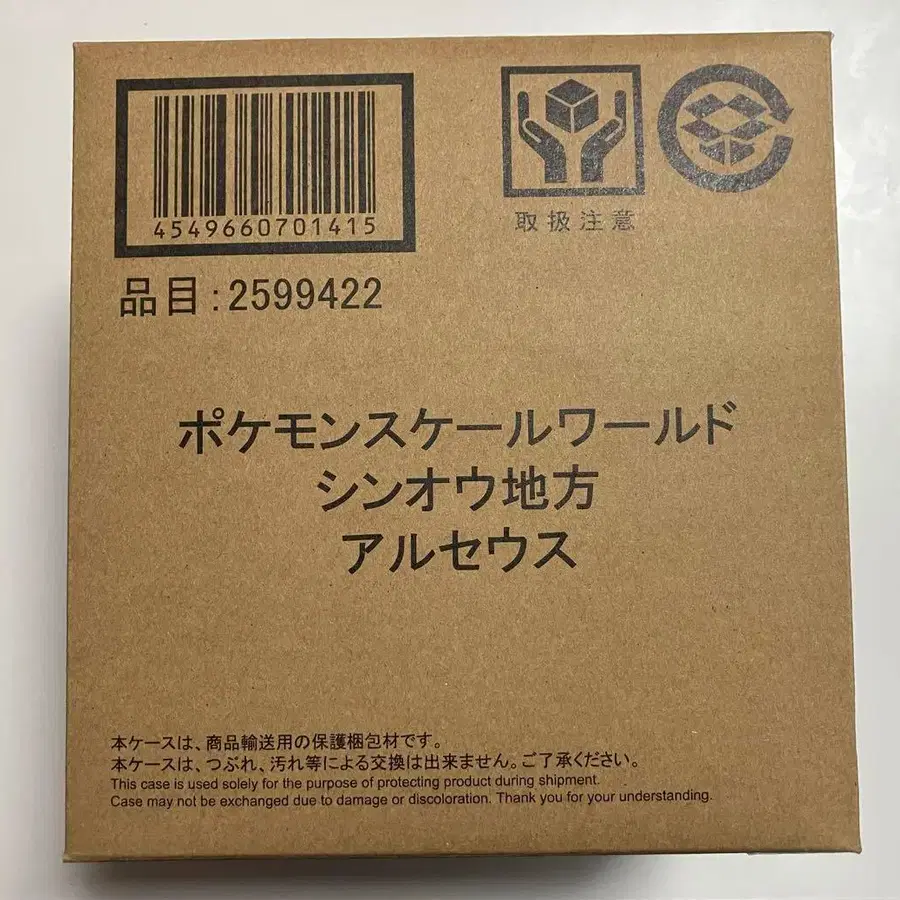 4549660701415
取扱注意
品目:2599422
ポケモンスケールワールド
シンオウ地方
アルセウス
本ケースは、商品輸送用の保護梱包材です。
本ケースは、つぶれ、汚れ等による交換は出来ません。ご了承ください。
This case is used solely for the purpose of protecting product during shipment.
Case may not be exchanged due to damage or discoloration. Thank you for your understanding.